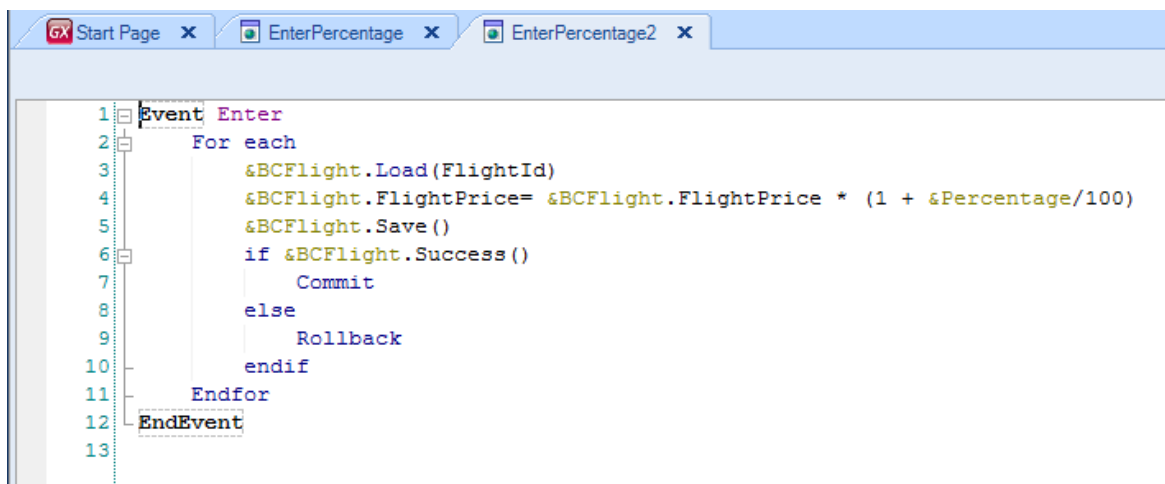 GX Start Page x EnterPercentage x EnterPercentage2 x
1 Event Enter
2 For each
3 &BCFlight.Load(FlightId)
4 &BCFlight.FlightPrice= &BCFlight.FlightPrice * (1 + &Percentage/100)
5 &BCFlight.Save()
6 if &BCFlight.Success()
7 Commit
8 else
9 Rollback
10 endif
11 Endfor
12 EndEvent
13